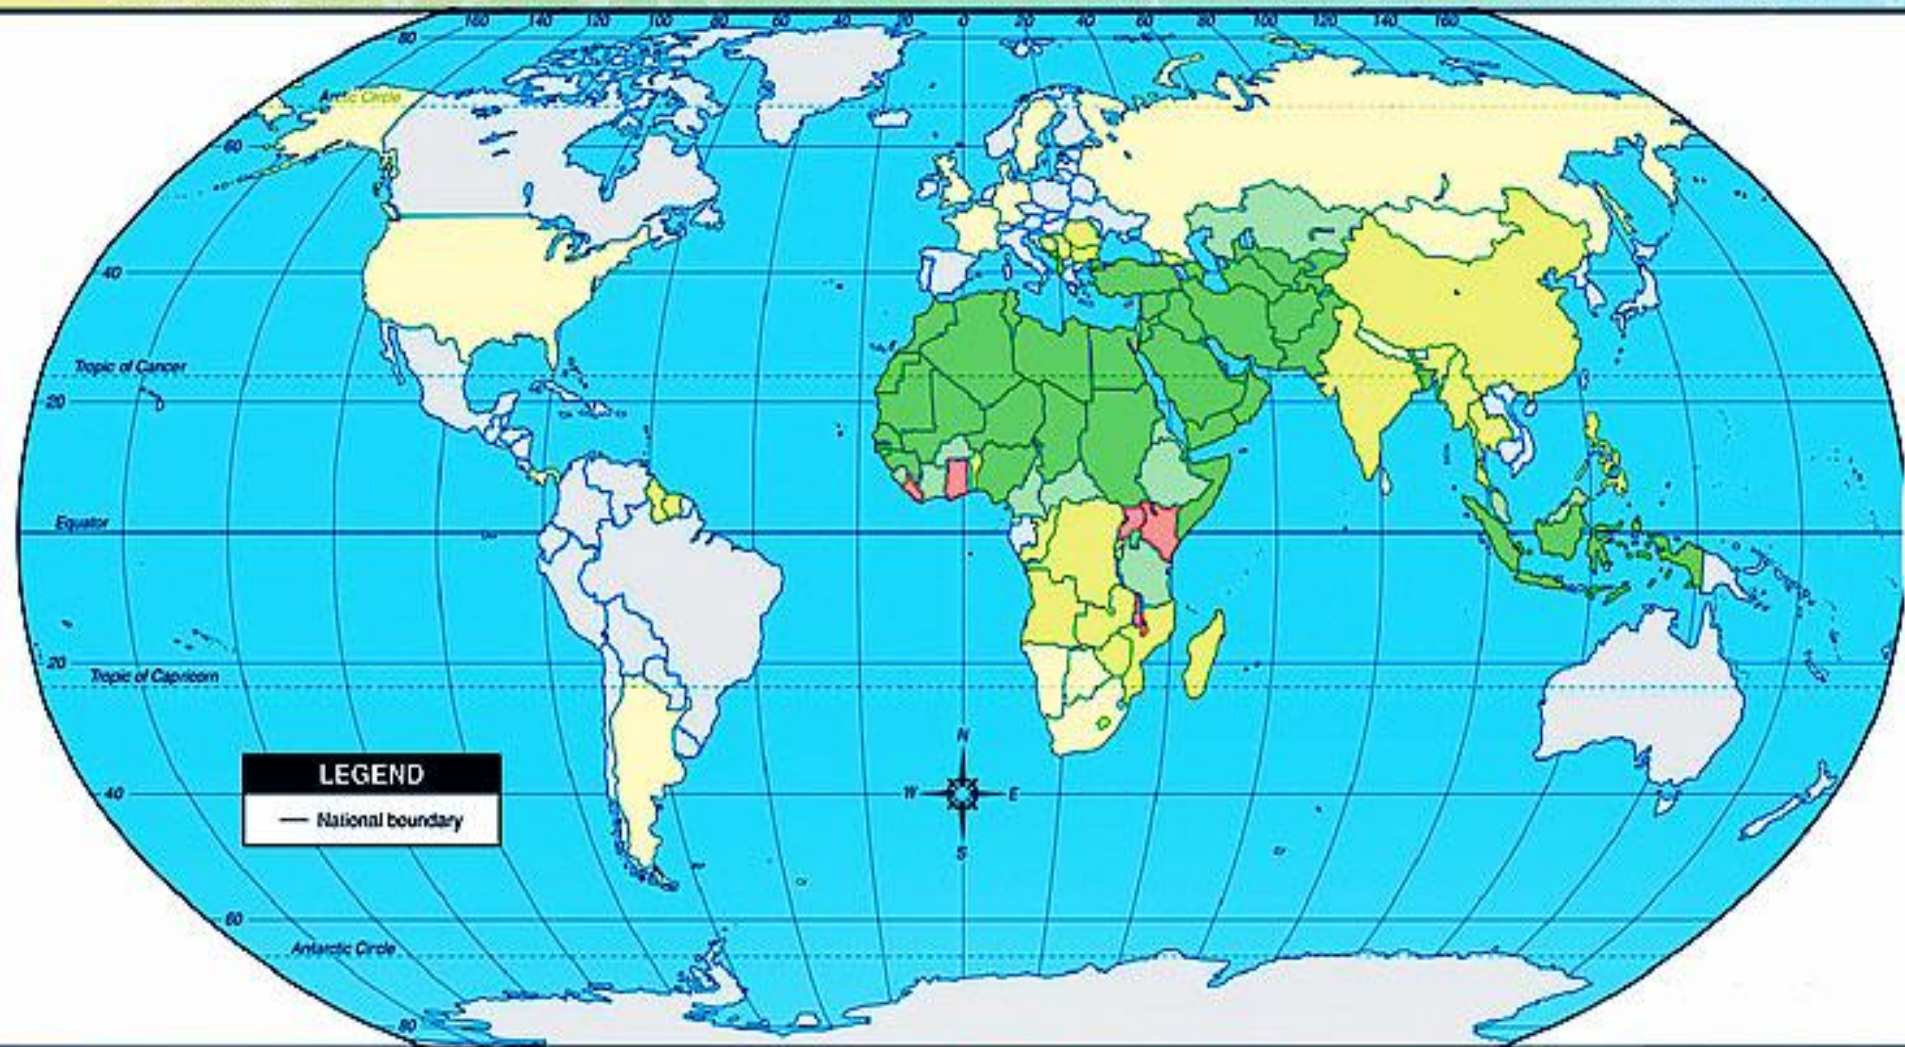 160 140 120 100 80 60 40 20 0 20 40 60 80 100 120 140 160
80
Arctic Circle
60
40
Tropic of Cancer
20
Equator
20
Tropic of Capricorn
N
W E
S
LEGEND
National boundary
40
60
Antarctic Circle
80